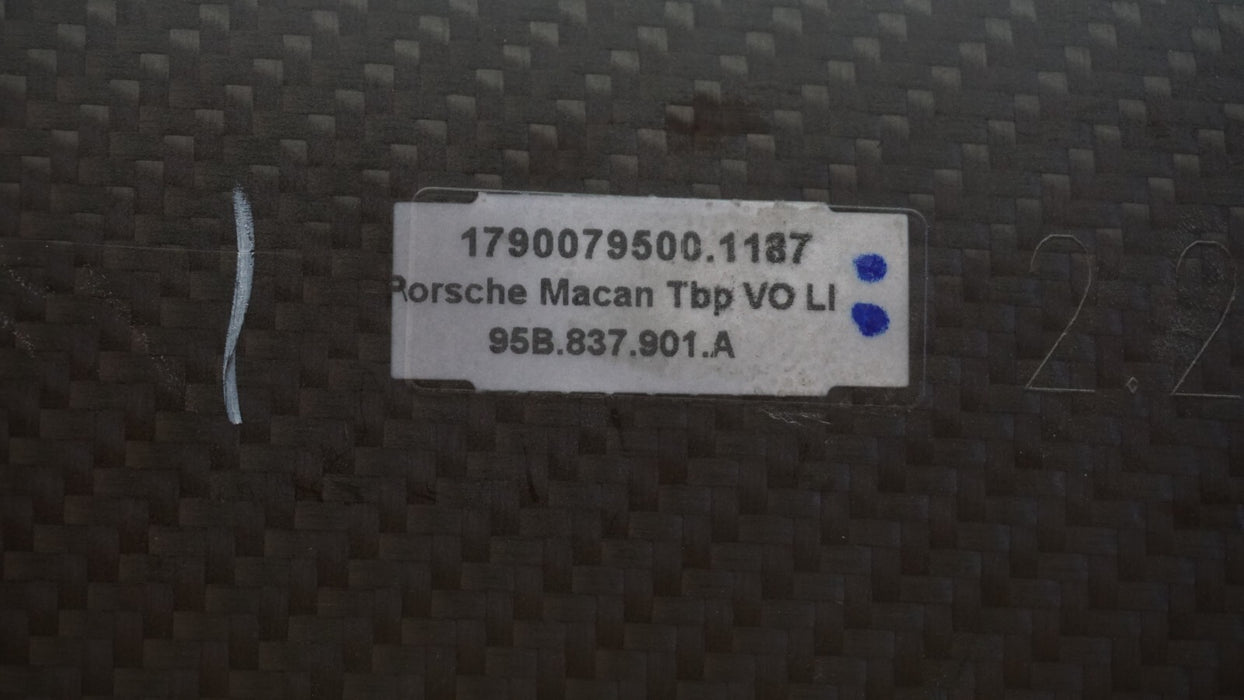 1790079500.1187
Porsche Macan Tbp VO LI
95B.837.901.A
2.2